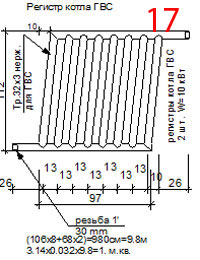 Регистр котла ГВС
17
10
112
Тр.32х3 нерж.
для ГВС
регистры котла ГВС
2 шт. W=10 кВт
13 13 13 13
26 13 13 13 10 26
97
резьба 1'
30 mm
(106х8+68х2)=980см=9.8м
3.14х0.032х9.8=1. м.кв.